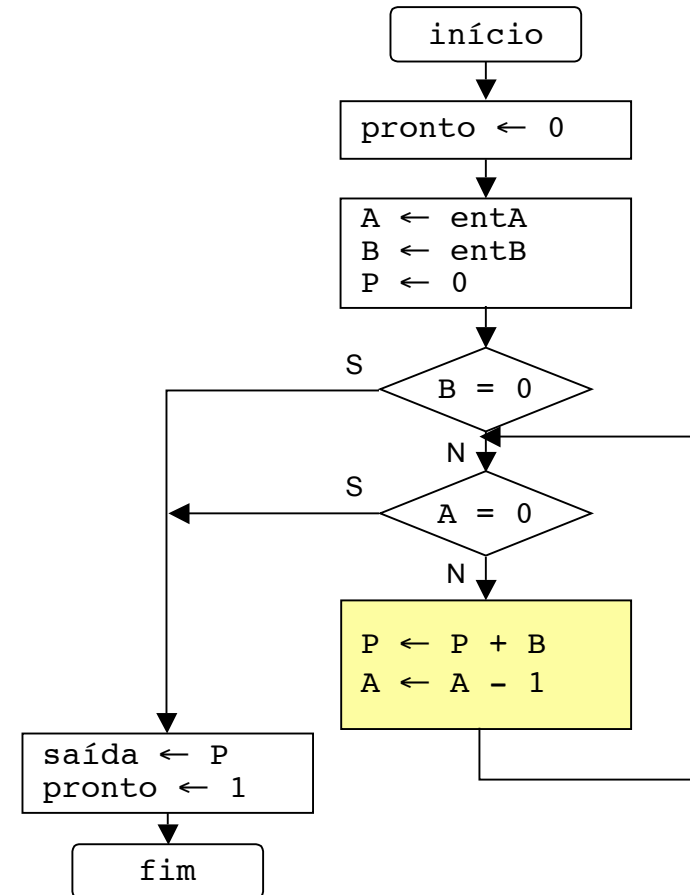 início
pronto ← 0
A ← entA
B ← entB
P ← 0
S
B = 0
N
S
A = 0
N
P ← P + B
A ← A - 1
saída ← P
pronto ← 1
fim